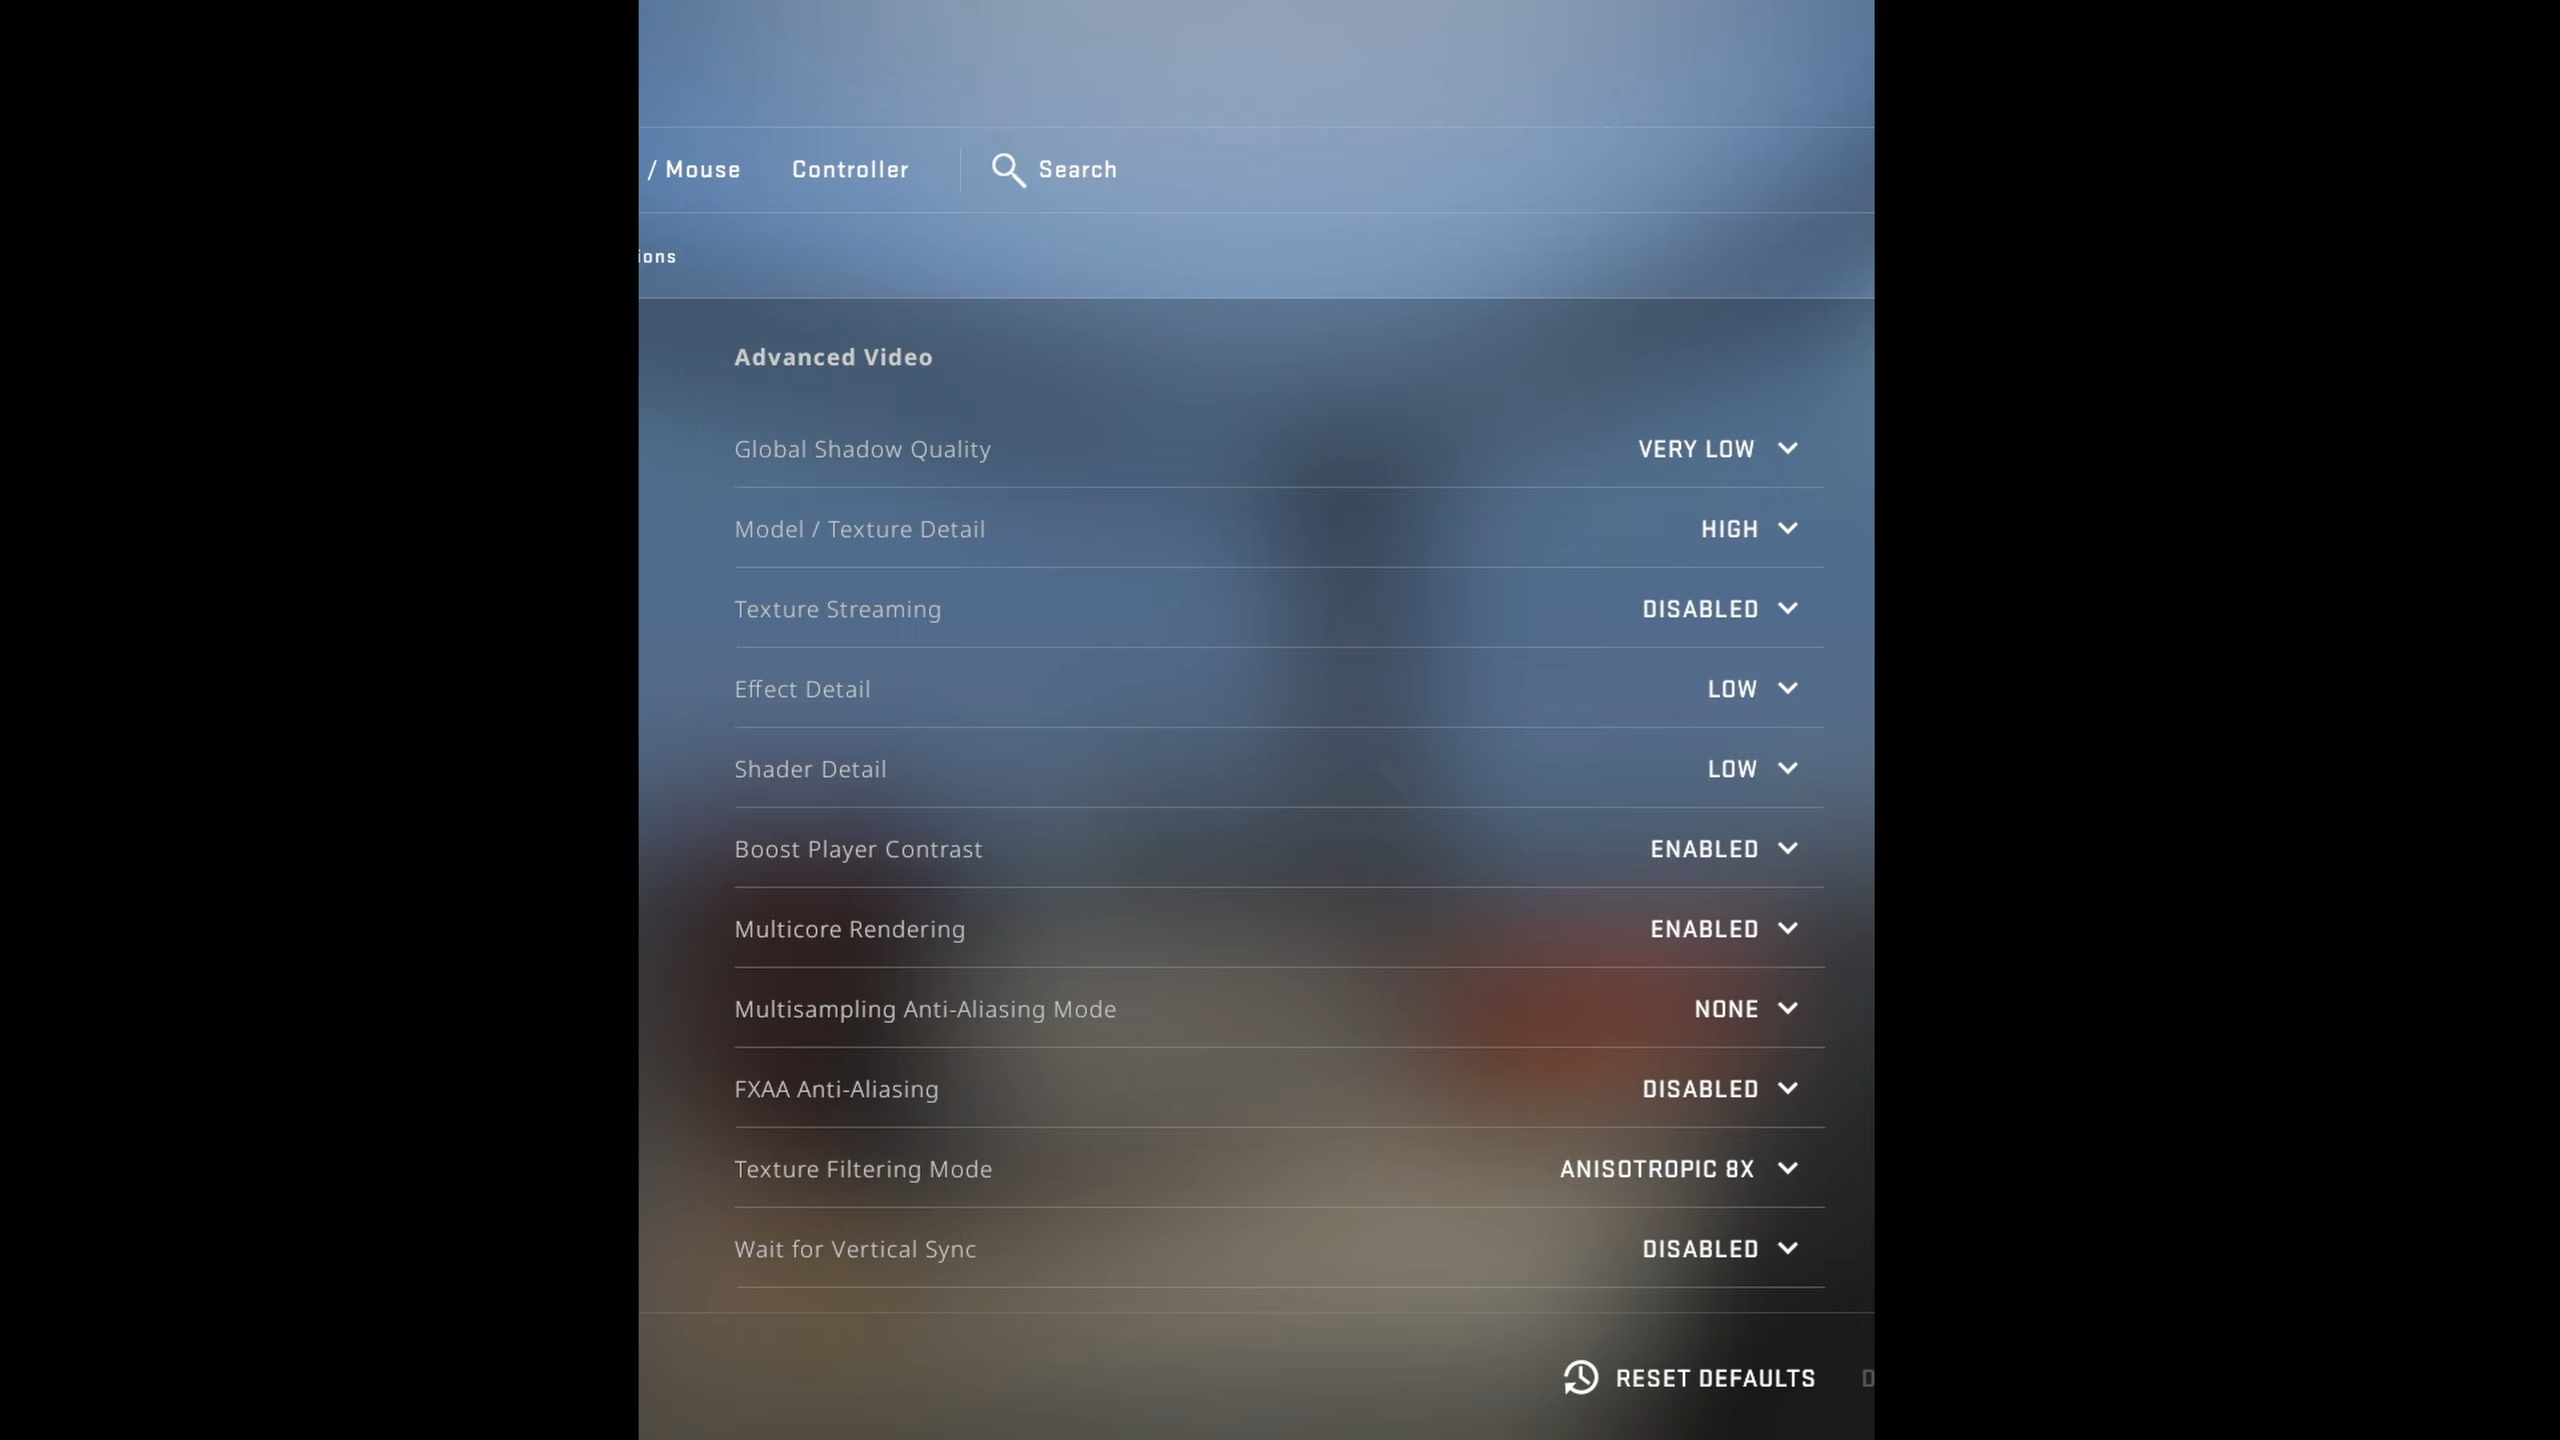 / Mouse Controller Search
ions
Advanced Video
Global Shadow Quality VERY LOW
Model / Texture Detail HIGH
Texture Streaming DISABLED
Effect Detail LOW
Shader Detail LOW
Boost Player Contrast ENABLED
Multicore Rendering ENABLED
Multisampling Anti-Aliasing Mode NONE
FXAA Anti-Aliasing DISABLED
Texture Filtering Mode ANISOTROPIC 8X
Wait for Vertical Sync DISABLED
RESET DEFAULTS D